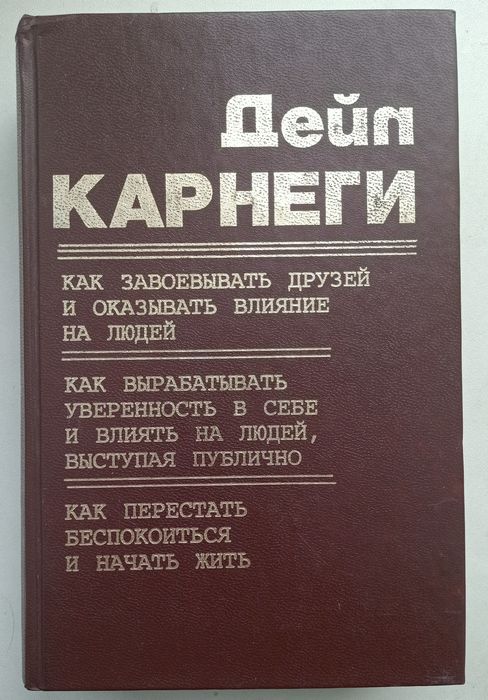 Дейл
КАРНЕГИ
КАК ЗАВОЕВЫВАТЬ ДРУЗЕЙ
И ОКАЗЫВАТЬ ВЛИЯНИЕ
НА ЛЮДЕЙ
КАК ВЫРАБАТЫВАТЬ
УВЕРЕННОСТЬ В СЕБЕ
И ВЛИЯТЬ НА ЛЮДЕЙ,
ВЫСТУПАЯ ПУБЛИЧНО
КАК ПЕРЕСТАТЬ
БЕСПОКОИТЬСЯ
И НАЧАТЬ ЖИТЬ